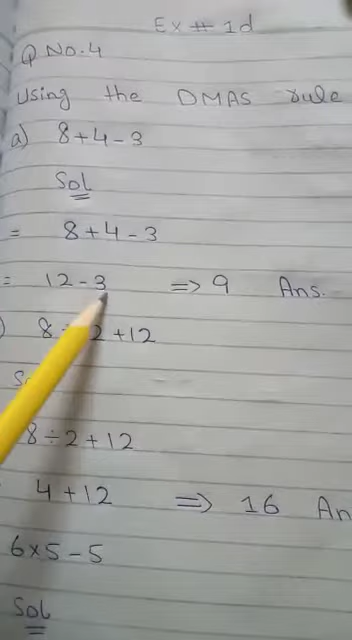 Ex # 1d
Q No. 4
Using the DMAS rule
a) 8+4-3
Sol
= 8+4-3
= 12-3 => 9 Ans.
) 8 ÷ 2 +12
S
8÷2+12
4+12 => 16 An
6×5-5
Sol